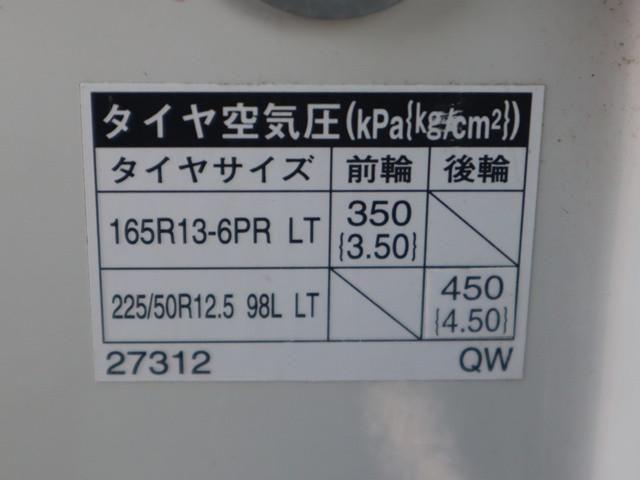 タイヤ空気圧(kPa{kg/cm²})
タイヤサイズ 前輪 後輪
165R13-6PR LT 350 {3.50}
225/50R12.5 98L LT 450 {4.50}
27312 QW